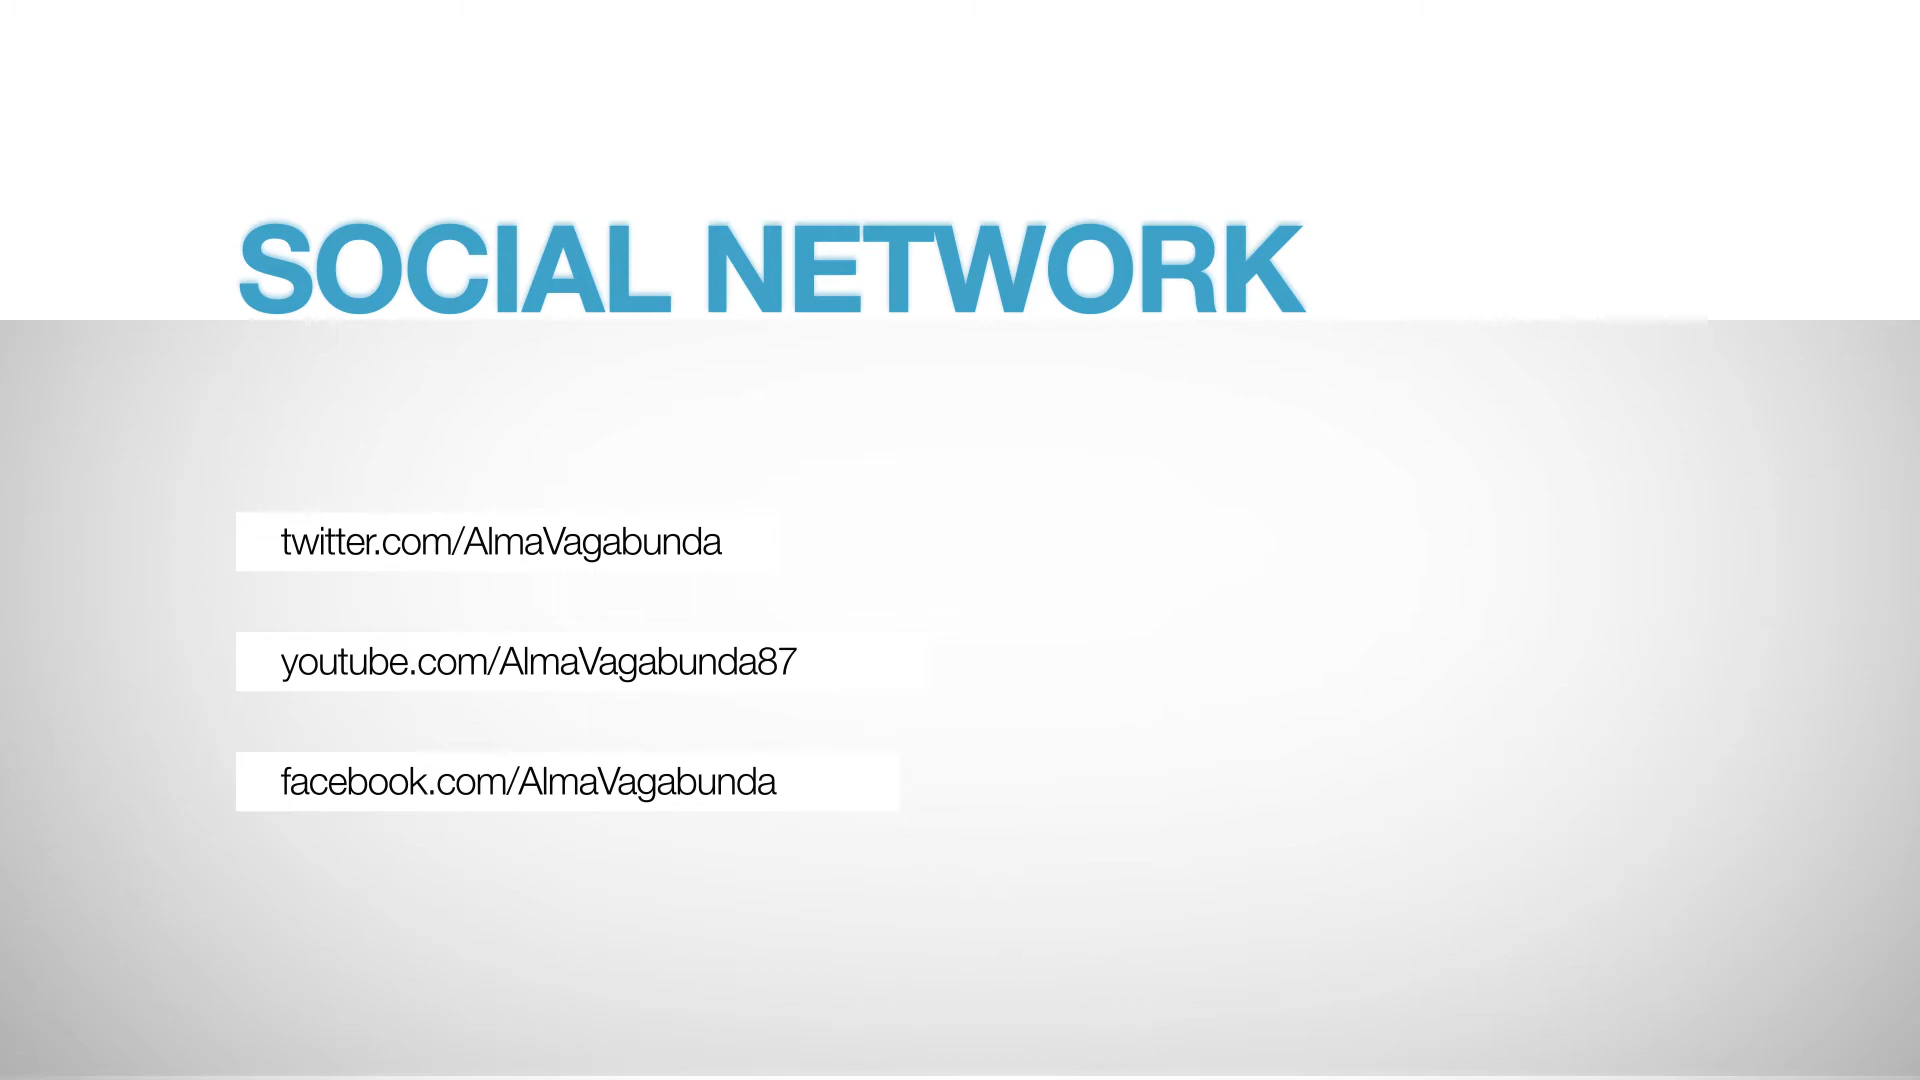 SOCIAL NETWORK
twitter.com/AlmaVagabunda
youtube.com/AlmaVagabunda87
facebook.com/AlmaVagabunda